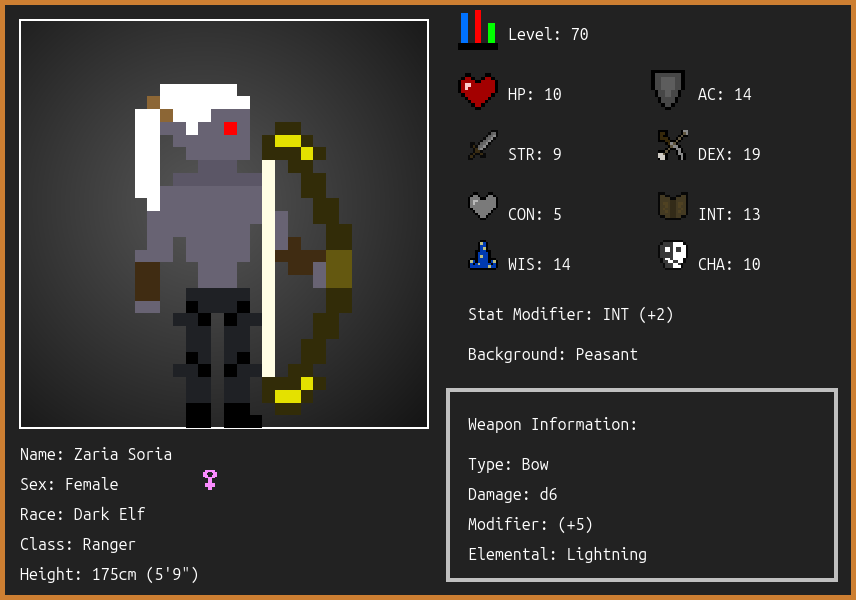 Level: 70
HP: 10
AC: 14
STR: 9
DEX: 19
CON: 5
INT: 13
WIS: 14
CHA: 10
Stat Modifier: INT (+2)
Background: Peasant
Weapon Information:
Type: Bow
Damage: d6
Modifier: (+5)
Elemental: Lightning
Name: Zaria Soria
Sex: Female
Race: Dark Elf
Class: Ranger
Height: 175cm (5'9")